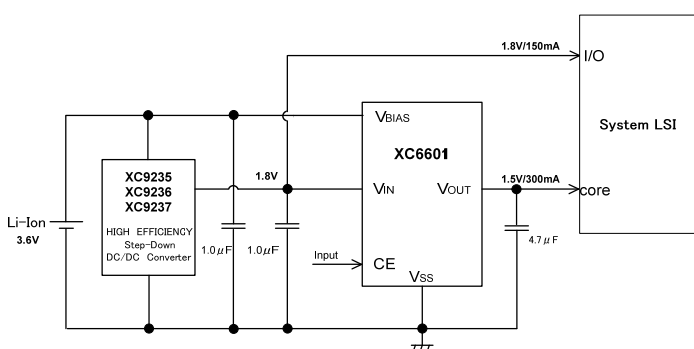 1.8V/150mA
I/O
System LSI
VBIAS
XC6601
XC9235
XC9236
XC9237
HIGH EFFICIENCY
Step-Down
DC/DC Converter
1.8V
VIN
VOUT
1.5V/300mA
core
Li-Ion
3.6V
1.0μF
1.0μF
4.7μF
Input
CE
VSS